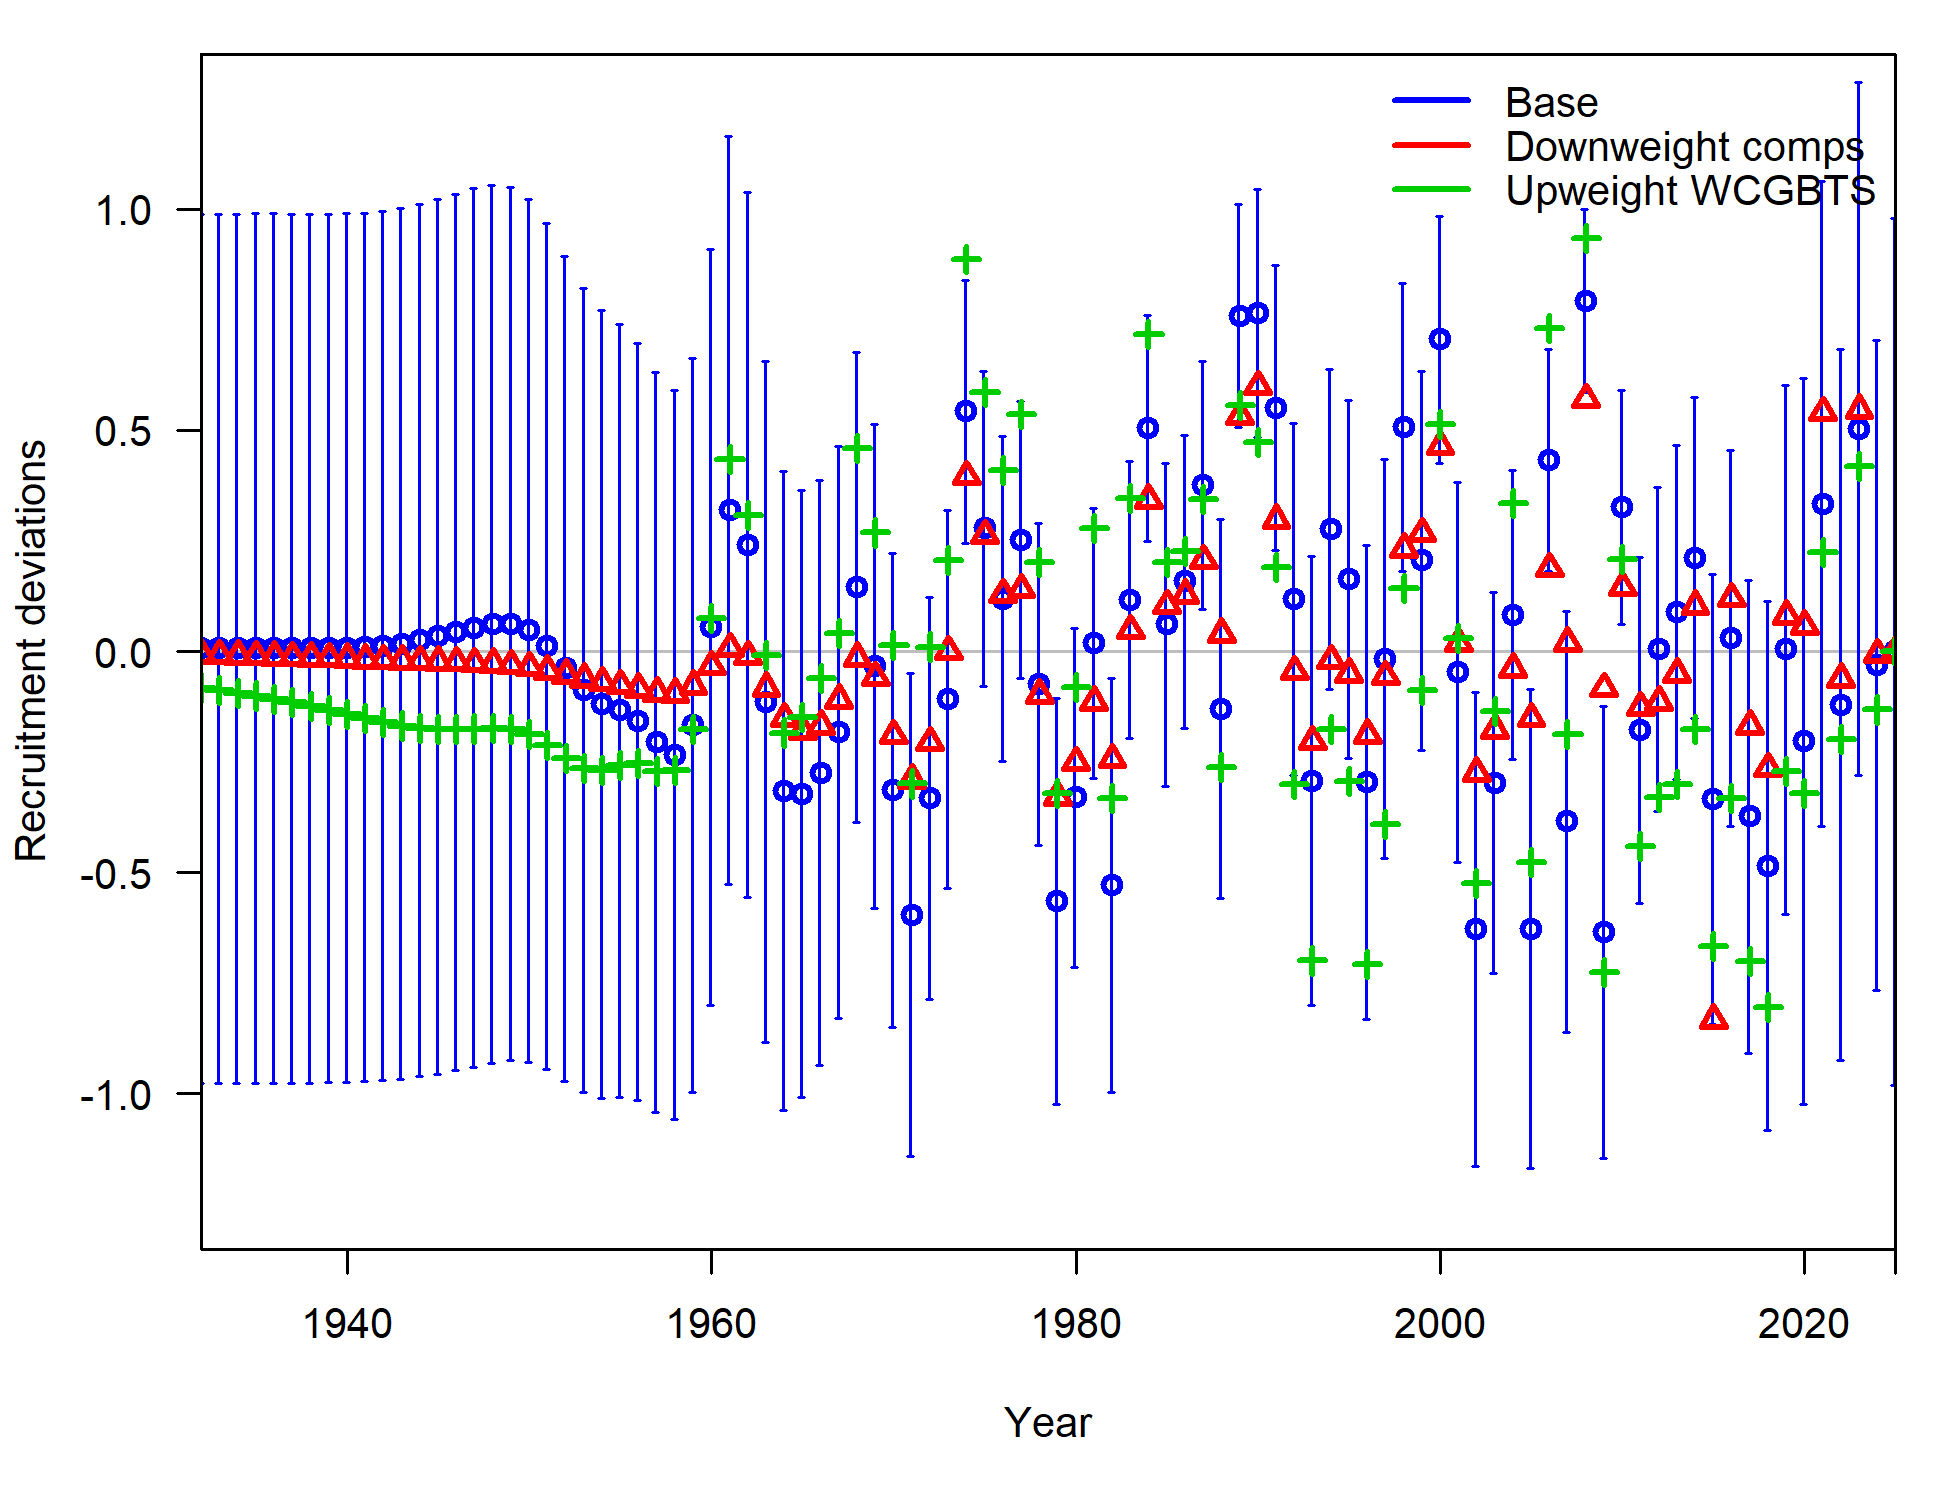 Base
Downweight comps
Upweight WCGBTS
Recruitment deviations
1.0
0.5
0.0
-0.5
-1.0
1940 1960 1980 2000 2020
Year